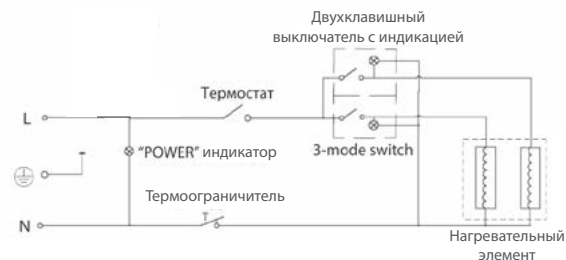 Двухклавишный
выключатель с индикацией
Термостат
L
"POWER" индикатор
3-mode switch
Термоограничитель
T
N
Нагревательный
элемент